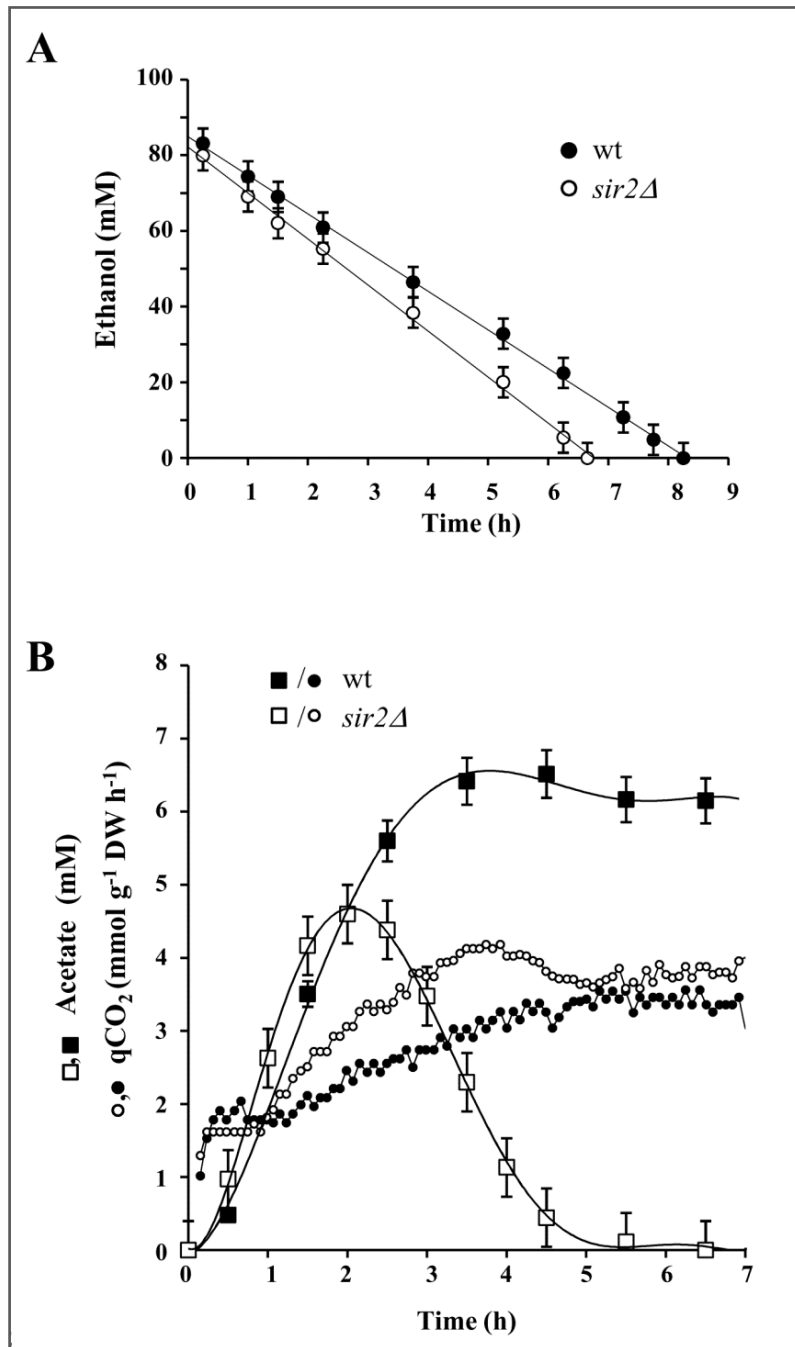 A
100
80
60
40
20
0
Ethanol (mM)
● wt
○ sir2Δ
0 1 2 3 4 5 6 7 8 9
Time (h)
B
8
7
6
5
4
3
2
1
0
□,■ Acetate (mM)
○,● qCO₂ (mmol g⁻¹ DW h⁻¹)
■ /● wt
□ /○ sir2Δ
0 1 2 3 4 5 6 7
Time (h)